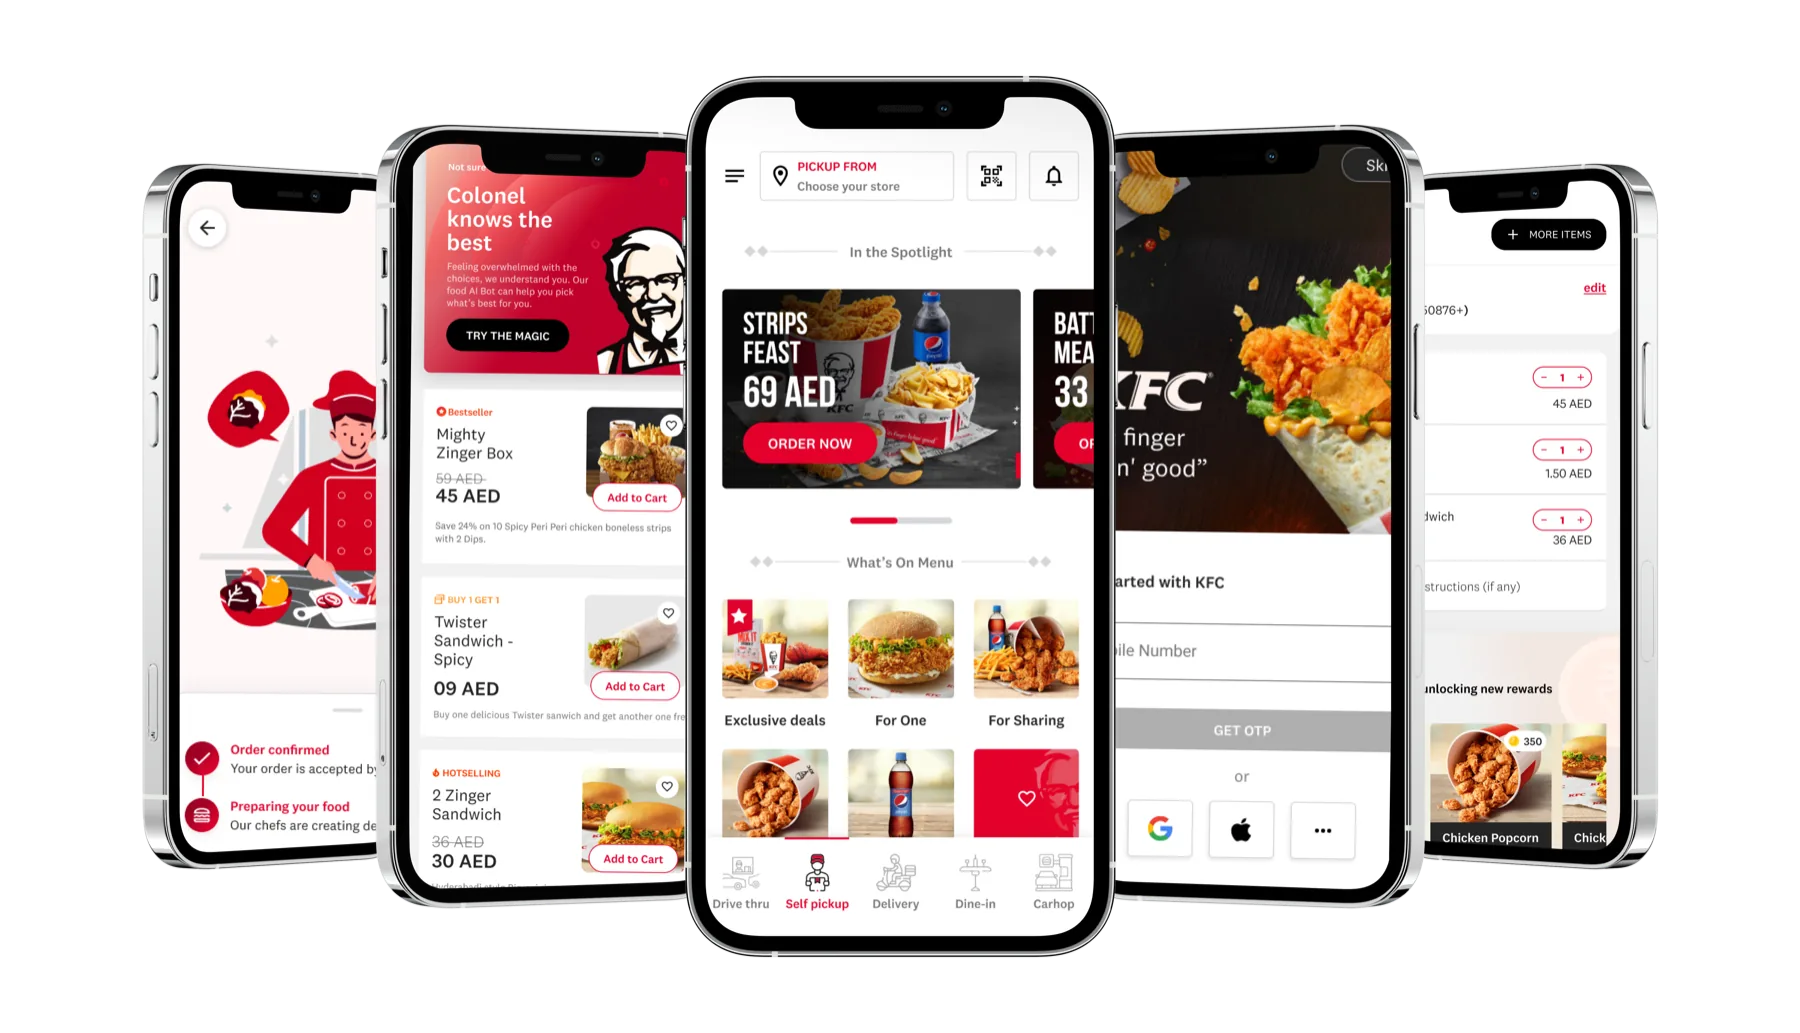 Order confirmed
Your order is accepted by
Preparing your food
Our chefs are creating de
Not sure
Colonel
knows the
best
Feeling overwhelmed with the
choices, we understand you. Our
food AI Bot can help you pick
what's best for you.
TRY THE MAGIC
Bestseller
Mighty
Zinger Box
59 AED
45 AED
Add to Cart
Save 24% on 10 Spicy Peri Peri chicken boneless strips
with 2 Dips.
BUY 1 GET 1
Twister
Sandwich -
Spicy
09 AED
Add to Cart
Buy one delicious Twister sanwich and get another one fre
HOTSELLING
2 Zinger
Sandwich
36 AED
30 AED
Add to Cart
PICKUP FROM
Choose your store
In the Spotlight
STRIPS
FEAST
69 AED
ORDER NOW
KFC
BATT
MEA
33
OR
What's On Menu
Exclusive deals
For One
For Sharing
Drive thru
Self pickup
Delivery
Dine-in
Carhop
Ski
KFC
finger
n' good”
arted with KFC
ile Number
GET OTP
or
+ MORE ITEMS
edit
50876+)
- 1 +
45 AED
- 1 +
1.50 AED
dwich
- 1 +
36 AED
structions (if any)
unlocking new rewards
350
Chicken Popcorn
Chick